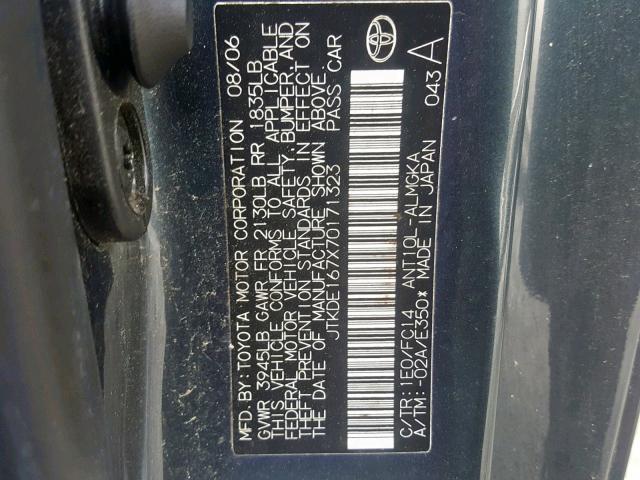 MFD. BY: TOYOTA MOTOR CORPORATION 08/06
GVWR 3945LB GAWR FR 2130LB RR 1835LB
THIS VEHICLE CONFORMS TO ALL APPLICABLE
FEDERAL MOTOR VEHICLE SAFETY, BUMPER, AND
THEFT PREVENTION STANDARDS IN EFFECT ON
THE DATE OF MANUFACTURE SHOWN ABOVE.
JTKDE167X70171323 PASS CAR
C/TR: 1E0/FC14 ANT10L-ALMGKA 043 A
A/TM: -02A/E350* MADE IN JAPAN